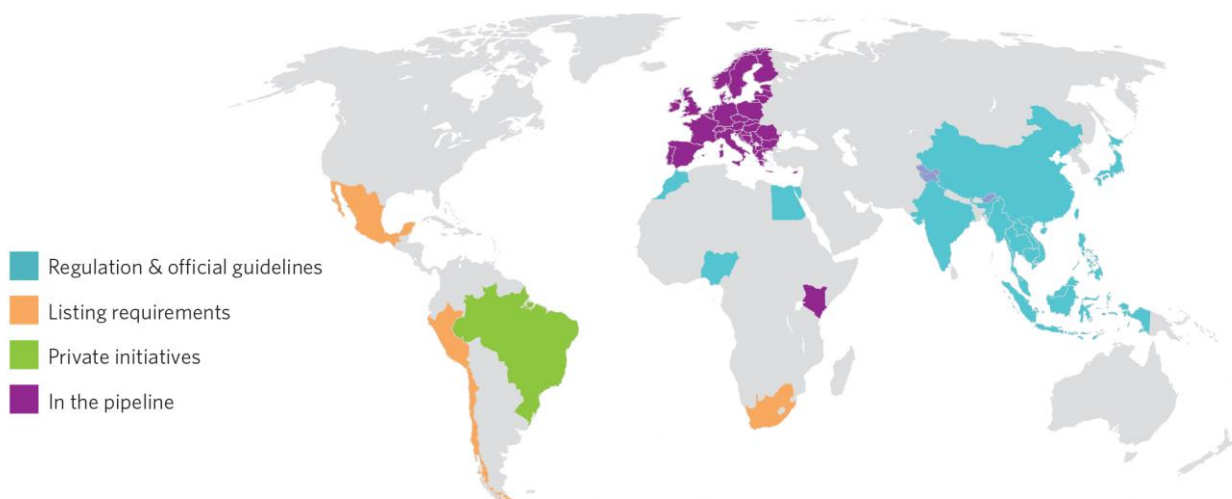 Regulation & official guidelines
Listing requirements
Private initiatives
In the pipeline